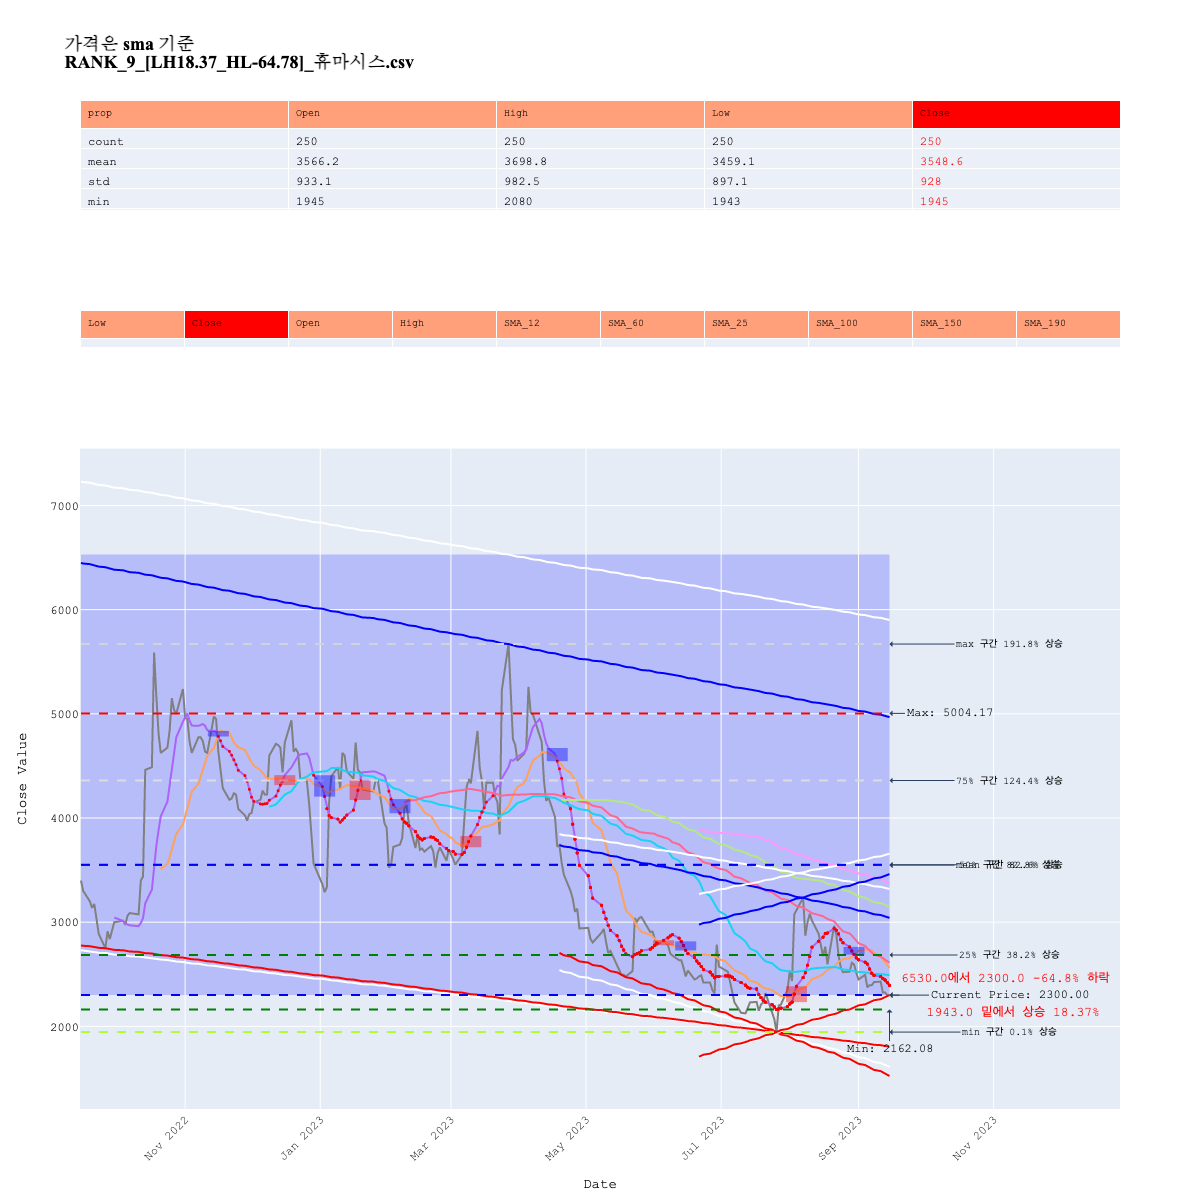 가격은 sma 기준
RANK_9_[LH18.37_HL-64.78]_휴마시스.csv
prop Open High Low Close
count 250 250 250 250
mean 3566.2 3698.8 3459.1 3548.6
std 933.1 982.5 897.1 928
min 1945 2080 1943 1945
Low Close Open High SMA_12 SMA_60 SMA_25 SMA_100 SMA_150 SMA_190
Close Value
7000
6000
5000
4000
3000
2000
max 구간 191.8% 상승
Max: 5004.17
75% 구간 124.4% 상승
25% 구간 38.2% 상승
6530.0에서 2300.0 -64.8% 하락
Current Price: 2300.00
1943.0 밑에서 상승 18.37%
min 구간 0.1% 상승
Min: 2162.08
Nov 2022
Jan 2023
Mar 2023
May 2023
Jul 2023
Sep 2023
Nov 2023
Date